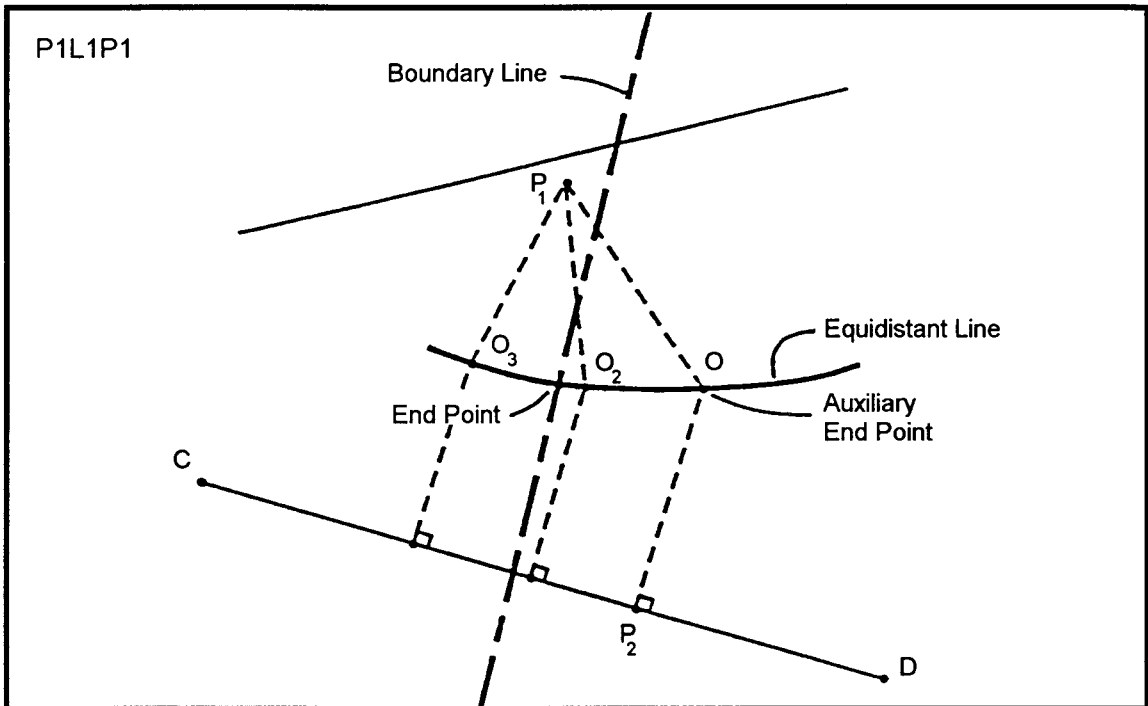 P1L1P1
Boundary Line
P1
Equidistant Line
O3
O2
O
End Point
Auxiliary
End Point
C
P2
D